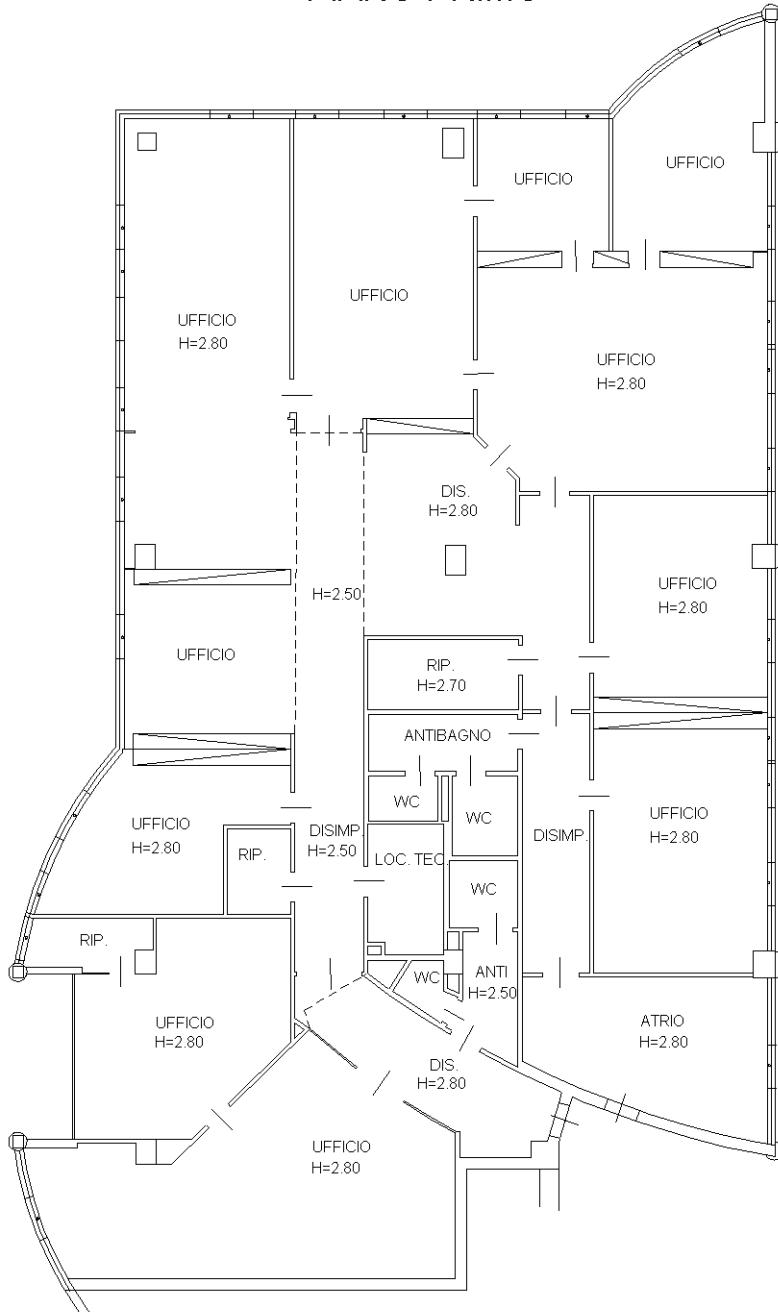 UFFICIO
UFFICIO
UFFICIO
UFFICIO
H=2.80
UFFICIO
H=2.80
DIS.
H=2.80
H=2.50
UFFICIO
H=2.80
UFFICIO
RIP.
H=2.70
ANTIBAGNO
WC
WC
UFFICIO
H=2.80
DISIMP.
H=2.50
DISIMP.
UFFICIO
H=2.80
RIP.
LOC. TEC.
WC
RIP.
WC
ANTI
H=2.50
UFFICIO
H=2.80
ATRIO
H=2.80
DIS.
H=2.80
UFFICIO
H=2.80